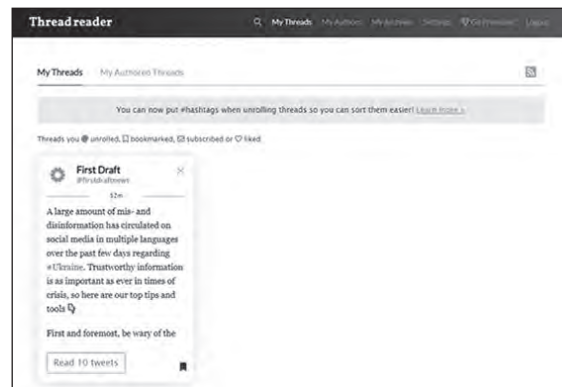 Thread reader
My Threads My Authors My Archives Settings Go Premium! Logout
My Threads My Authored Threads
You can now put #hashtags when unrolling threads so you can sort them easier! Learn more »
Threads you unrolled, bookmarked, subscribed or liked
First Draft
@firstdraftnews
52m
A large amount of mis- and
disinformation has circulated on
social media in multiple languages
over the past few days regarding
#Ukraine. Trustworthy information
is as important as ever in times of
crisis, so here are our top tips and
tools
First and foremost, be wary of the
Read 10 tweets